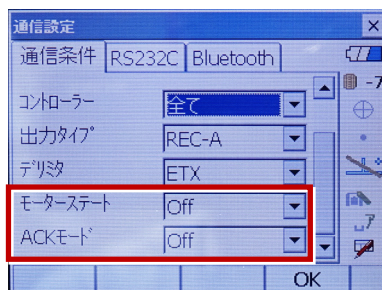 通信設定
通信条件 RS232C Bluetooth
コントローラー 全て
出力タイプ REC-A
デリミタ ETX
モーターステート Off
ACKモード Off
OK
-7